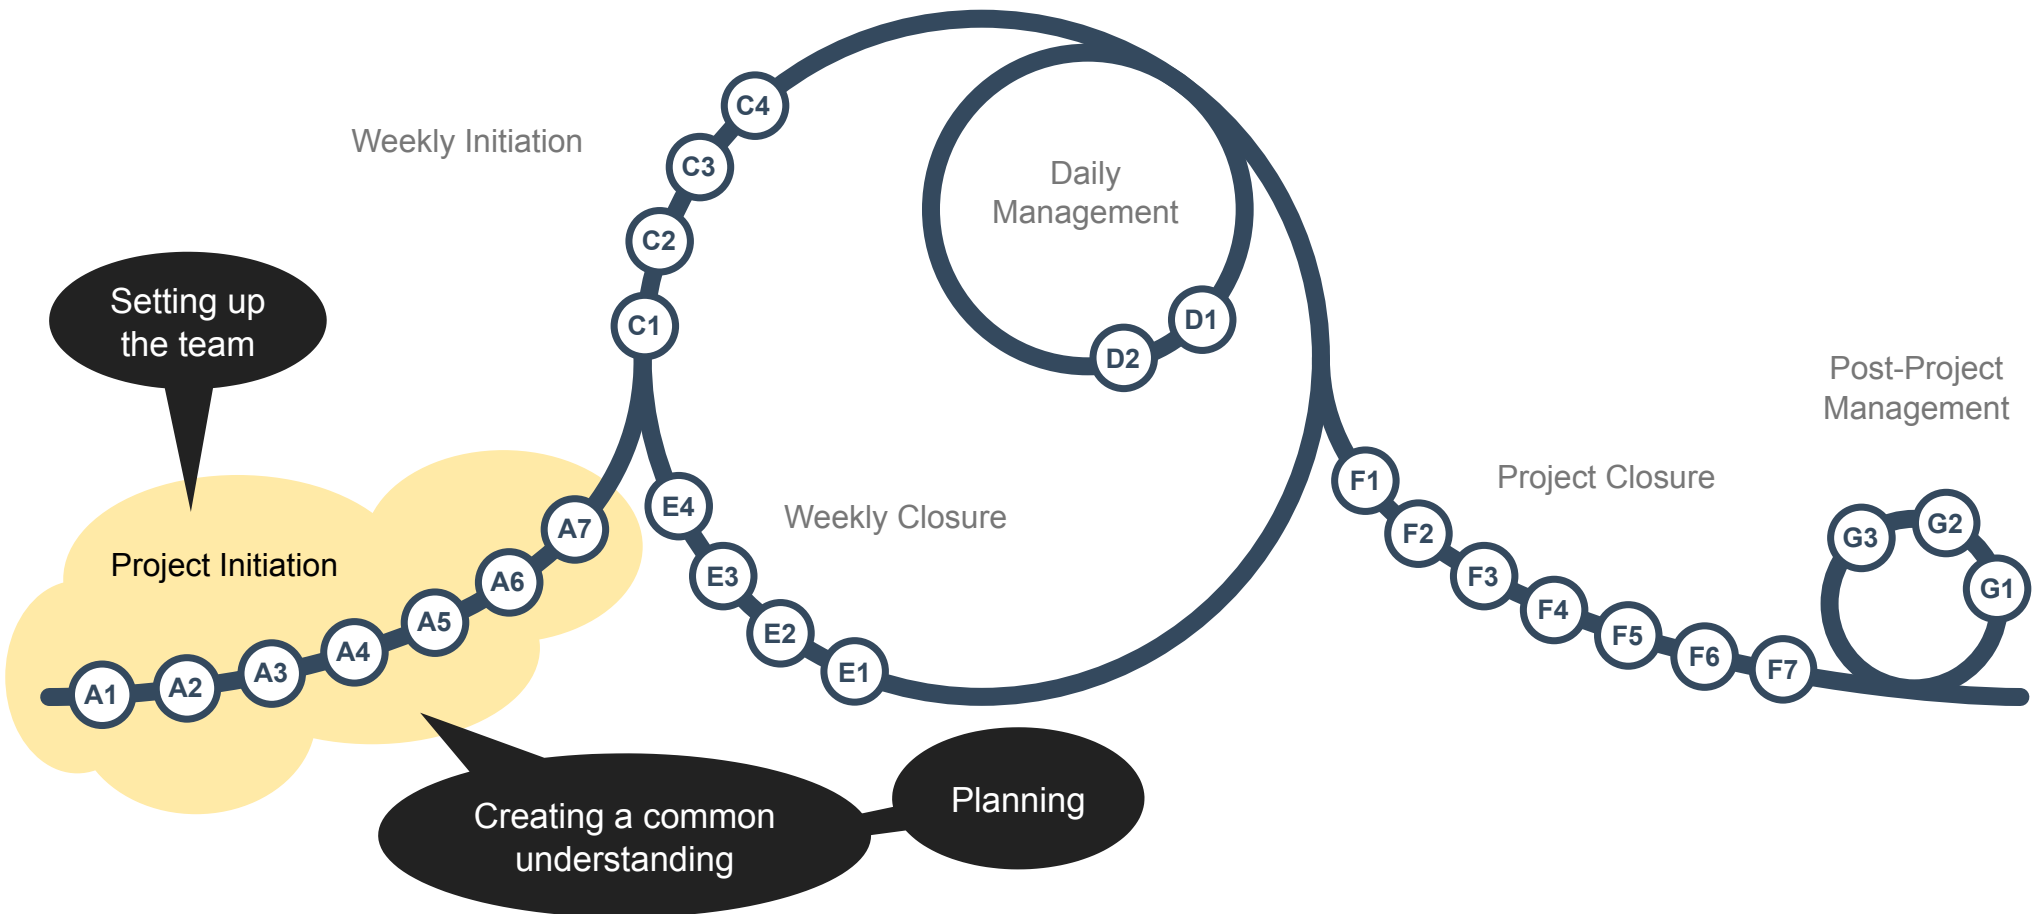 Weekly Initiation
C4
C3
C2
C1
Daily
Management
D1
D2
Setting up
the team
Project Initiation
A1
A2
A3
A4
A5
A6
A7
E4
E3
E2
E1
Weekly Closure
Creating a common
understanding
Planning
F1
F2
F3
F4
F5
F6
F7
Project Closure
Post-Project
Management
G3
G2
G1